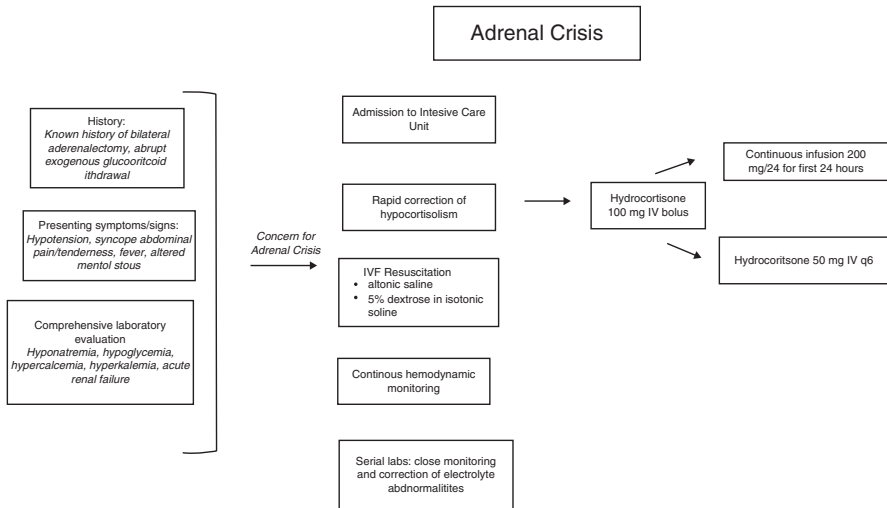 Adrenal Crisis
History:
Known history of bilateral
aderenalectomy, abrupt
exogenous glucooritcoid
ithdrawal
Presenting symptoms/signs:
Hypotension, syncope abdominal
pain/tenderness, fever, altered
mentol stous
Comprehensive laboratory
evaluation
Hyponatremia, hypoglycemia,
hypercalcemia, hyperkalemia, acute
renal failure
Concern for
Adrenal Crisis
Admission to Intesive Care
Unit
Rapid correction of
hypocortisolism
IVF Resuscitation
• altonic saline
• 5% dextrose in isotonic
soline
Continous hemodynamic
monitoring
Serial labs: close monitoring
and correction of electrolyte
abdnormalitites
Hydrocortisone
100 mg IV bolus
Continuous infusion 200
mg/24 for first 24 hours
Hydrocoritsone 50 mg IV q6